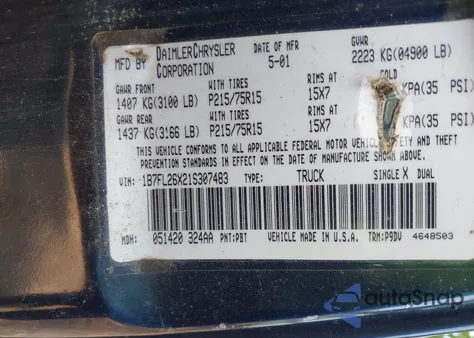 MFD BY DAIMLERCHRYSLER CORPORATION DATE OF MFR 5-01 GVWR 2223 KG(04900 LB)
GAWR FRONT WITH TIRES RIMS AT COLD
1407 KG(3100 LB) P215/75R15 15X7 KPA(35 PSI)
GAWR REAR WITH TIRES RIMS AT
1437 KG(3166 LB) P215/75R15 15X7 KPA(35 PSI)
THIS VEHICLE CONFORMS TO ALL APPLICABLE FEDERAL MOTOR VEHICLE SAFETY AND THEFT
PREVENTION STANDARDS IN EFFECT ON THE DATE OF MANUFACTURE SHOWN ABOVE.
VIN: 1B7FL26X21S307483 TYPE: TRUCK SINGLE X DUAL
MDH: 051420 324AA PNT:PBT VEHICLE MADE IN U.S.A. TRM:P9DV 4648503
autoSnap